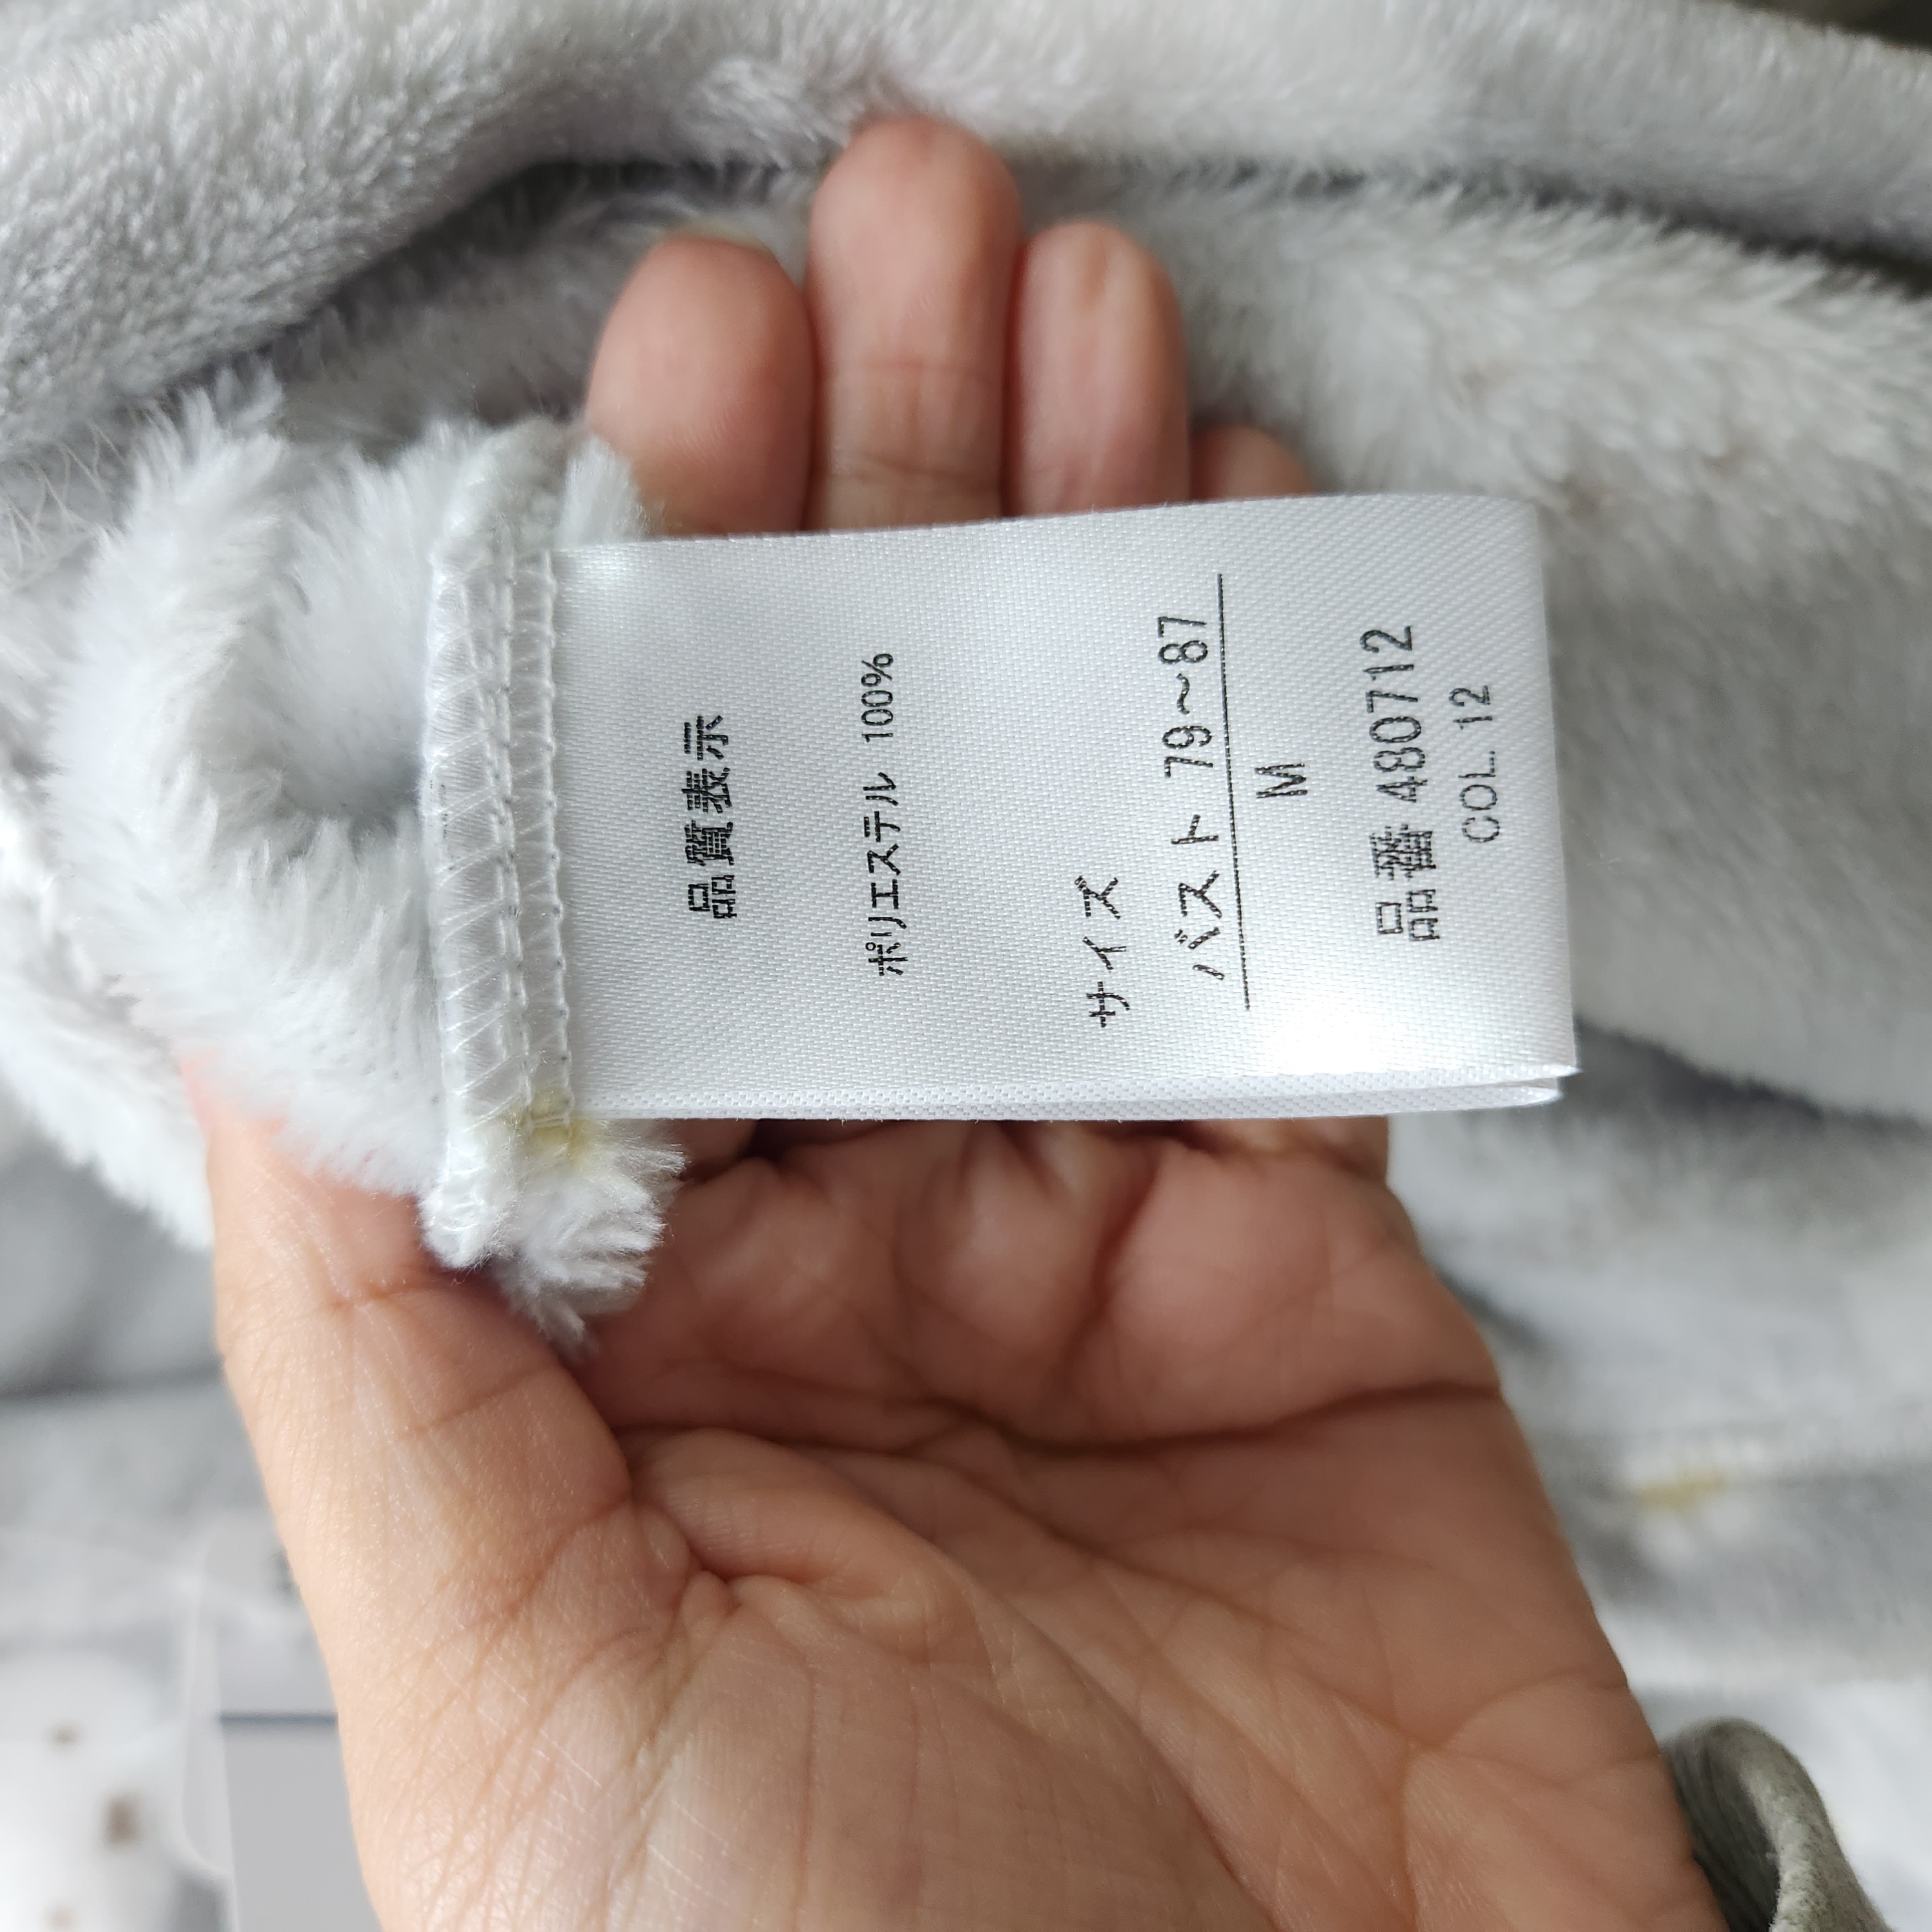 品質表示
ポリエステル 100%
サイズ
バスト 79～87
M
品番 480712
COL. 12